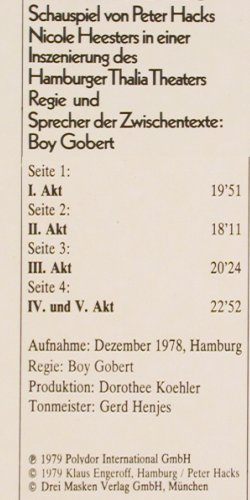 Schauspiel von Peter Hacks
Nicole Heesters in einer
Inszenierung des
Hamburger Thalia Theaters
Regie und
Sprecher der Zwischentexte:
Boy Gobert
Seite 1:
I. Akt 19'51
Seite 2:
II. Akt 18'11
Seite 3:
III. Akt 20'24
Seite 4:
IV. und V. Akt 22'52
Aufnahme: Dezember 1978, Hamburg
Regie: Boy Gobert
Produktion: Dorothee Koehler
Tonmeister: Gerd Henjes
℗ 1979 Polydor International GmbH
© 1979 Klaus Engeroff, Hamburg / Peter Hacks
© Drei Masken Verlag GmbH, München